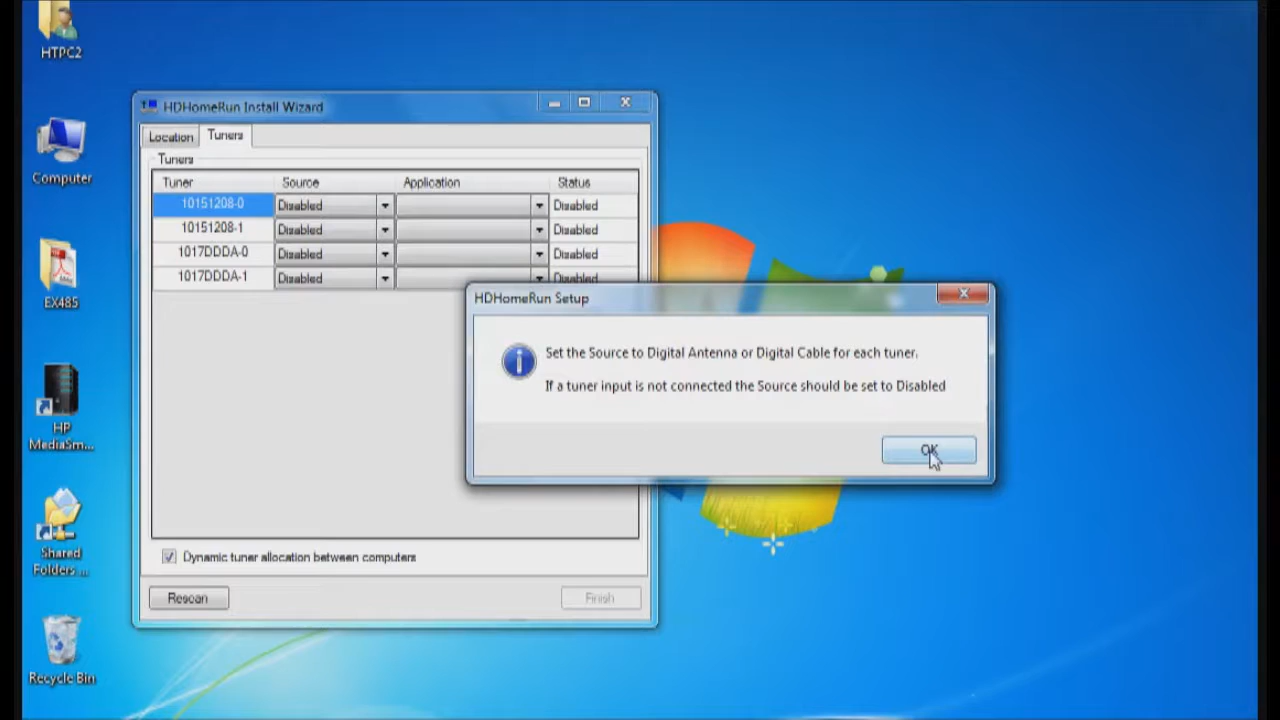 HTPC2
Computer
EX485
HP
MediaSm...
Shared
Folders ...
Recycle Bin
HDHomeRun Install Wizard
Location Tuners
Tuners
Tuner Source Application Status
10151208-0 Disabled Disabled
10151208-1 Disabled Disabled
1017DDDA-0 Disabled Disabled
1017DDDA-1 Disabled Disabled
HDHomeRun Setup
Set the Source to Digital Antenna or Digital Cable for each tuner.
If a tuner input is not connected the Source should be set to Disabled
OK
Dynamic tuner allocation between computers
Rescan Finish